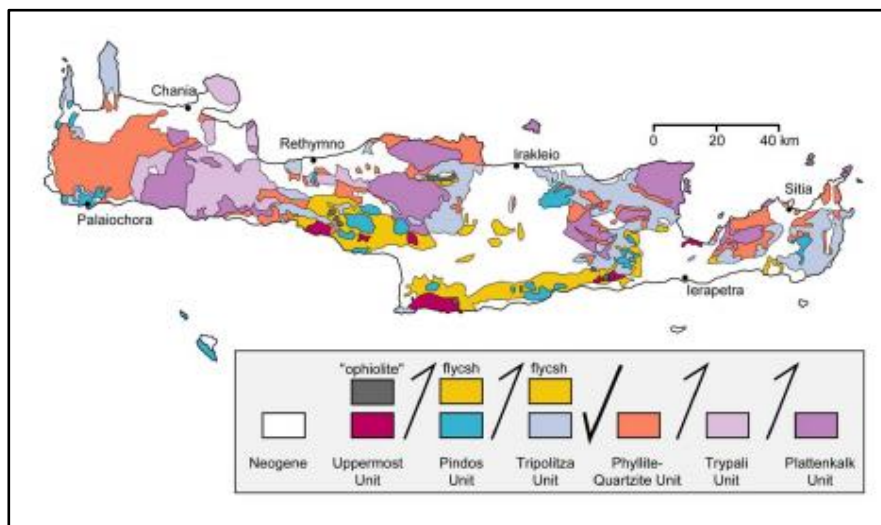 Chania
Rethymno
Irakleio
0 20 40 km
Sitia
Palaiochora
Ierapetra
"ophiolite" flycsh flycsh
Neogene Uppermost Unit Pindos Unit Tripolitza Unit Phyllite-Quartzite Unit Trypali Unit Plattenkalk Unit